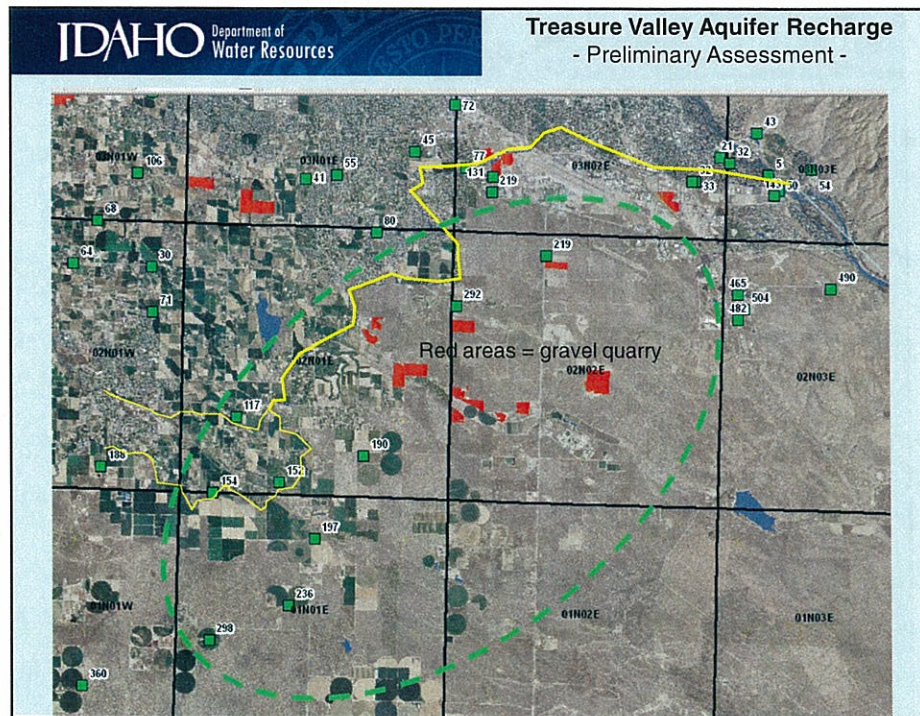 IDAHO Department of
Water Resources
Treasure Valley Aquifer Recharge
- Preliminary Assessment -
72
43
45
21
32
03N01W
106
03N01E
55
77
03N02E
5
03N03E
41
131
33
54
219
50
68
80
64
30
219
490
71
292
465
504
482
Red areas = gravel quarry
02N01W
02N01E
02N02E
02N03E
117
188
190
154
152
197
236
01N01W
01N01E
01N02E
01N03E
298
360